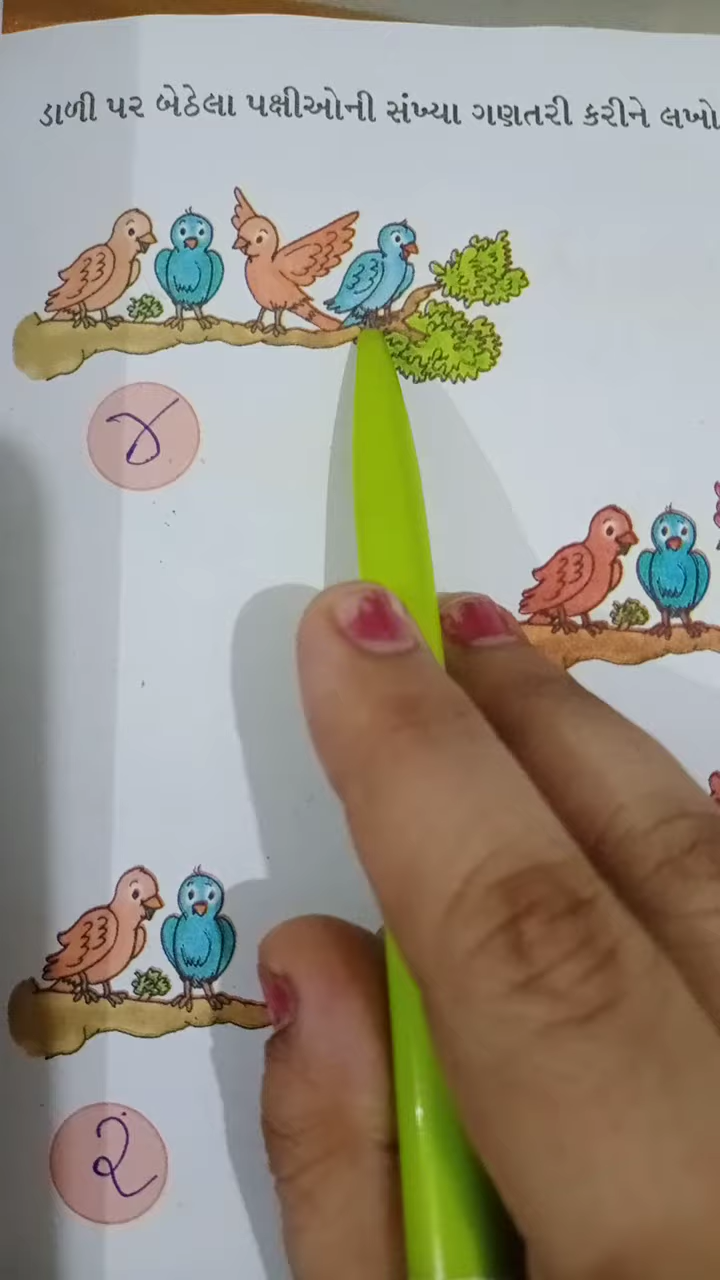 ડાળી પર બેઠેલા પક્ષીઓની સંખ્યા ગણતરી કરીને લખો
૪
૨